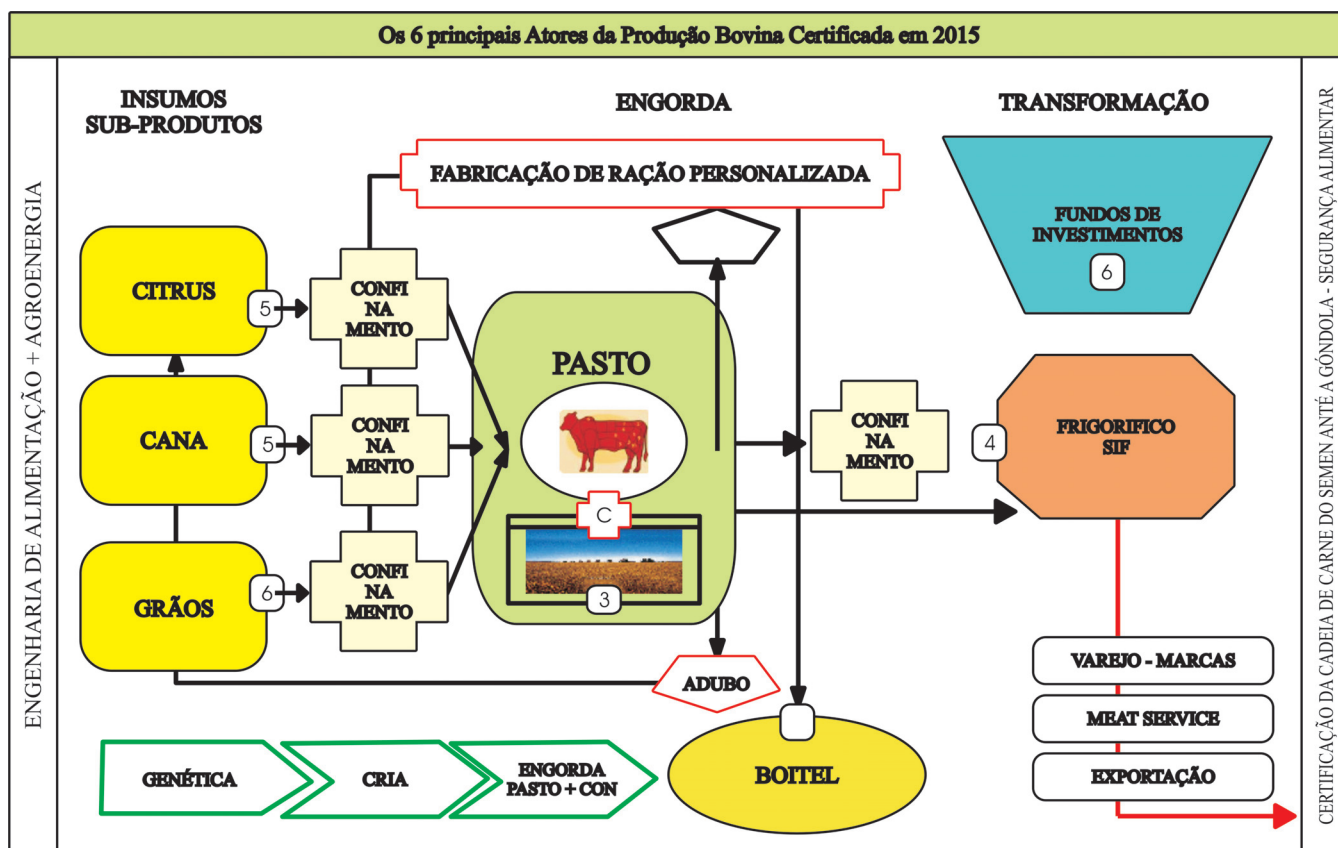 Os 6 principais Atores da Produção Bovina Certificada em 2015
ENGENHARIA DE ALIMENTAÇÃO + AGROENERGIA
INSUMOS
SUB-PRODUTOS
ENGORDA
TRANSFORMAÇÃO
FABRICAÇÃO DE RAÇÃO PERSONALIZADA
FUNDOS DE
INVESTIMENTOS
6
CITRUS
5
CONFI
NA
MENTO
PASTO
CANA
5
CONFI
NA
MENTO
CONFI
NA
MENTO
4
FRIGORIFICO
SIF
C
3
GRÃOS
6
CONFI
NA
MENTO
ADUBO
VAREJO - MARCAS
MEAT SERVICE
EXPORTAÇÃO
GENÉTICA
CRIA
ENGORDA
PASTO + CON
BOITEL
CERTIFICAÇÃO DA CADEIA DE CARNE DO SEMEN ANTÉ A GÓNDOLA - SEGURANÇA ALIMENTAR